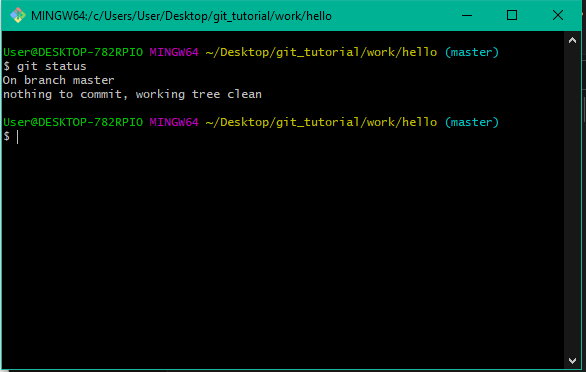 MINGW64:/c/Users/User/Desktop/git_tutorial/work/hello
User@DESKTOP-782RPIO MINGW64 ~/Desktop/git_tutorial/work/hello (master)
$ git status
On branch master
nothing to commit, working tree clean
User@DESKTOP-782RPIO MINGW64 ~/Desktop/git_tutorial/work/hello (master)
$